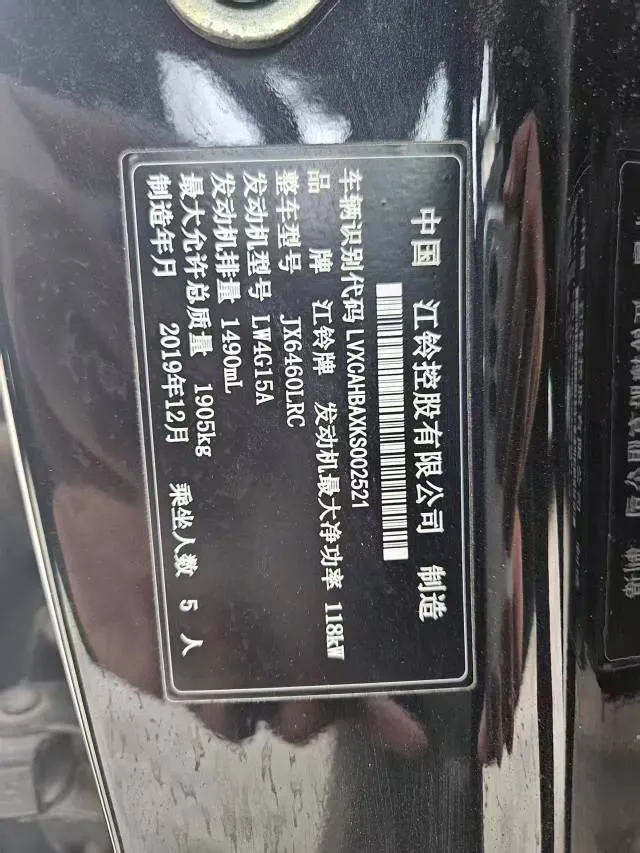 中国 江铃控股有限公司 制造
车辆识别代码 LVXCAHBAXKS002521
品 牌 江铃牌 发动机最大净功率 118kW
整车型号 JX6460LRC
发动机型号 LW4G15A
发动机排量 1490mL
最大允许总质量 1905kg
制造年月 2019年12月 乘坐人数 5 人